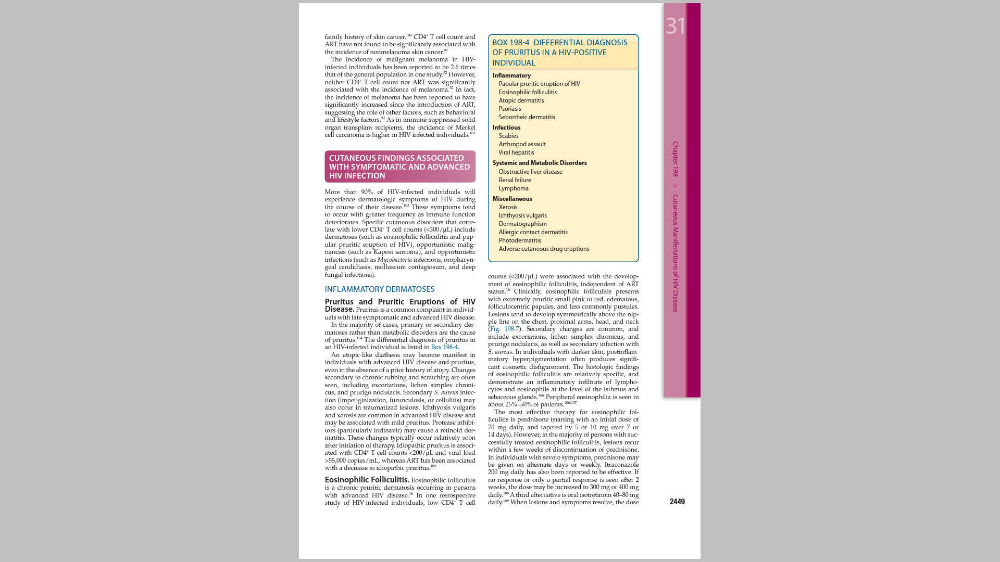 family history of skin cancer.100 CD4+ T cell count and
ART have not found to be significantly associated with
the incidence of nonmelanoma skin cancer.97
The incidence of malignant melanoma in HIV-
infected individuals has been reported to be 2.6 times
that of the general population in one study.52 However,
neither CD4+ T cell count nor ART was significantly
associated with the incidence of melanoma.52 In fact,
the incidence of melanoma has been reported to have
significantly increased since the introduction of ART,
suggesting the role of other factors, such as behavioral
and lifestyle factors.52 As in immune-suppressed solid
organ transplant recipients, the incidence of Merkel
cell carcinoma is higher in HIV-infected individuals.102
CUTANEOUS FINDINGS ASSOCIATED
WITH SYMPTOMATIC AND ADVANCED
HIV INFECTION
More than 90% of HIV-infected individuals will
experience dermatologic symptoms of HIV during
the course of their disease.103 These symptoms tend
to occur with greater frequency as immune function
deteriorates. Specific cutaneous disorders that corre-
late with lower CD4+ T cell counts (<300/μL) include
dermatoses (such as eosinophilic folliculitis and pap-
ular pruritic eruption of HIV), opportunistic malig-
nancies (such as Kaposi sarcoma), and opportunistic
infections (such as Mycobacteria infections, oropharyn-
geal candidiasis, molluscum contagiosum, and deep
fungal infections).
INFLAMMATORY DERMATOSES
Pruritus and Pruritic Eruptions of HIV
Disease. Pruritus is a common complaint in individ-
uals with late symptomatic and advanced HIV disease.
In the majority of cases, primary or secondary der-
matoses rather than metabolic disorders are the cause
of pruritus.104 The differential diagnosis of pruritus in
an HIV-infected individual is listed in Box 198-4.
An atopic-like diathesis may become manifest in
individuals with advanced HIV disease and pruritus,
even in the absence of a prior history of atopy. Changes
secondary to chronic rubbing and scratching are often
seen, including excoriations, lichen simplex chroni-
cus, and prurigo nodularis. Secondary S. aureus infec-
tion (impetiginization, furunculosis, or cellulitis) may
also occur in traumatized lesions. Ichthyosis vulgaris
and xerosis are common in advanced HIV disease and
may be associated with mild pruritus. Protease inhibi-
tors (particularly indinavir) may cause a retinoid der-
matitis. These changes typically occur relatively soon
after initiation of therapy. Idiopathic pruritus is associ-
ated with CD4+ T cell counts <200/μL and viral load
>55,000 copies/mL, whereas ART has been associated
with a decrease in idiopathic pruritus.105
Eosinophilic Folliculitis. Eosinophilic folliculitis
is a chronic pruritic dermatosis occurring in persons
with advanced HIV disease.16 In one retrospective
study of HIV-infected individuals, low CD4+ T cell
BOX 198-4 DIFFERENTIAL DIAGNOSIS
OF PRURITUS IN A HIV-POSITIVE
INDIVIDUAL
Inflammatory
Papular pruritic eruption of HIV
Eosinophilic folliculitis
Atopic dermatitis
Psoriasis
Seborrheic dermatitis
Infectious
Scabies
Arthropod assault
Viral hepatitis
Systemic and Metabolic Disorders
Obstructive liver disease
Renal failure
Lymphoma
Miscellaneous
Xerosis
Ichthyosis vulgaris
Dermatographism
Allergic contact dermatitis
Photodermatitis
Adverse cutaneous drug eruptions
counts (<200/μL) were associated with the develop-
ment of eosinophilic folliculitis, independent of ART
status.16 Clinically, eosinophilic folliculitis presents
with extremely pruritic small pink to red, edematous,
folliculocentric papules, and less commonly pustules.
Lesions tend to develop symmetrically above the nip-
ple line on the chest, proximal arms, head, and neck
(Fig. 198-7). Secondary changes are common, and
include excoriations, lichen simplex chronicus, and
prurigo nodularis, as well as secondary infection with
S. aureus. In individuals with darker skin, postinflam-
matory hyperpigmentation often produces signifi-
cant cosmetic disfigurement. The histologic findings
of eosinophilic folliculitis are relatively specific, and
demonstrate an inflammatory infiltrate of lympho-
cytes and eosinophils at the level of the isthmus and
sebaceous glands.106 Peripheral eosinophilia is seen in
about 25%–50% of patients.106,107
The most effective therapy for eosinophilic fol-
liculitis is prednisone (starting with an initial dose of
70 mg daily, and tapered by 5 or 10 mg over 7 or
14 days). However, in the majority of persons with suc-
cessfully treated eosinophilic folliculitis, lesions recur
within a few weeks of discontinuation of prednisone.
In individuals with severe symptoms, prednisone may
be given on alternate days or weekly. Itraconazole
200 mg daily has also been reported to be effective. If
no response or only a partial response is seen after 2
weeks, the dose may be increased to 300 mg or 400 mg
daily.108 A third alternative is oral isotretinoin 40–80 mg
daily.109 When lesions and symptoms resolve, the dose
31
Chapter 198 :: Cutaneous Manifestations of HIV Disease
2449